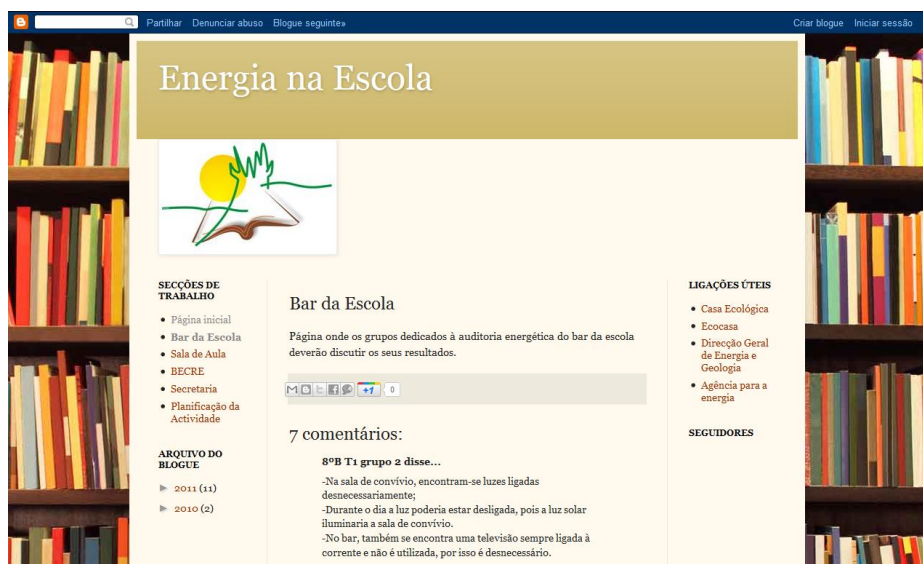 Partilhar Denunciar abuso Blogue seguinte»
Criar blogue Iniciar sessão
Energia na Escola
SECÇÕES DE
TRABALHO
Página inicial
Bar da Escola
Sala de Aula
BECRE
Secretaria
Planificação da
Actividade
ARQUIVO DO
BLOGUE
► 2011 (11)
► 2010 (2)
Bar da Escola
Página onde os grupos dedicados à auditoria energética do bar da escola
deverão discutir os seus resultados.
+1 0
7 comentários:
8ºB T1 grupo 2 disse...
-Na sala de convívio, encontram-se luzes ligadas
desnecessariamente;
-Durante o dia a luz poderia estar desligada, pois a luz solar
iluminaria a sala de convívio.
-No bar, também se encontra uma televisão sempre ligada à
corrente e não é utilizada, por isso é desnecessário.
LIGAÇÕES ÚTEIS
Casa Ecológica
Ecocasa
Direcção Geral
de Energia e
Geologia
Agência para a
energia
SEGUIDORES